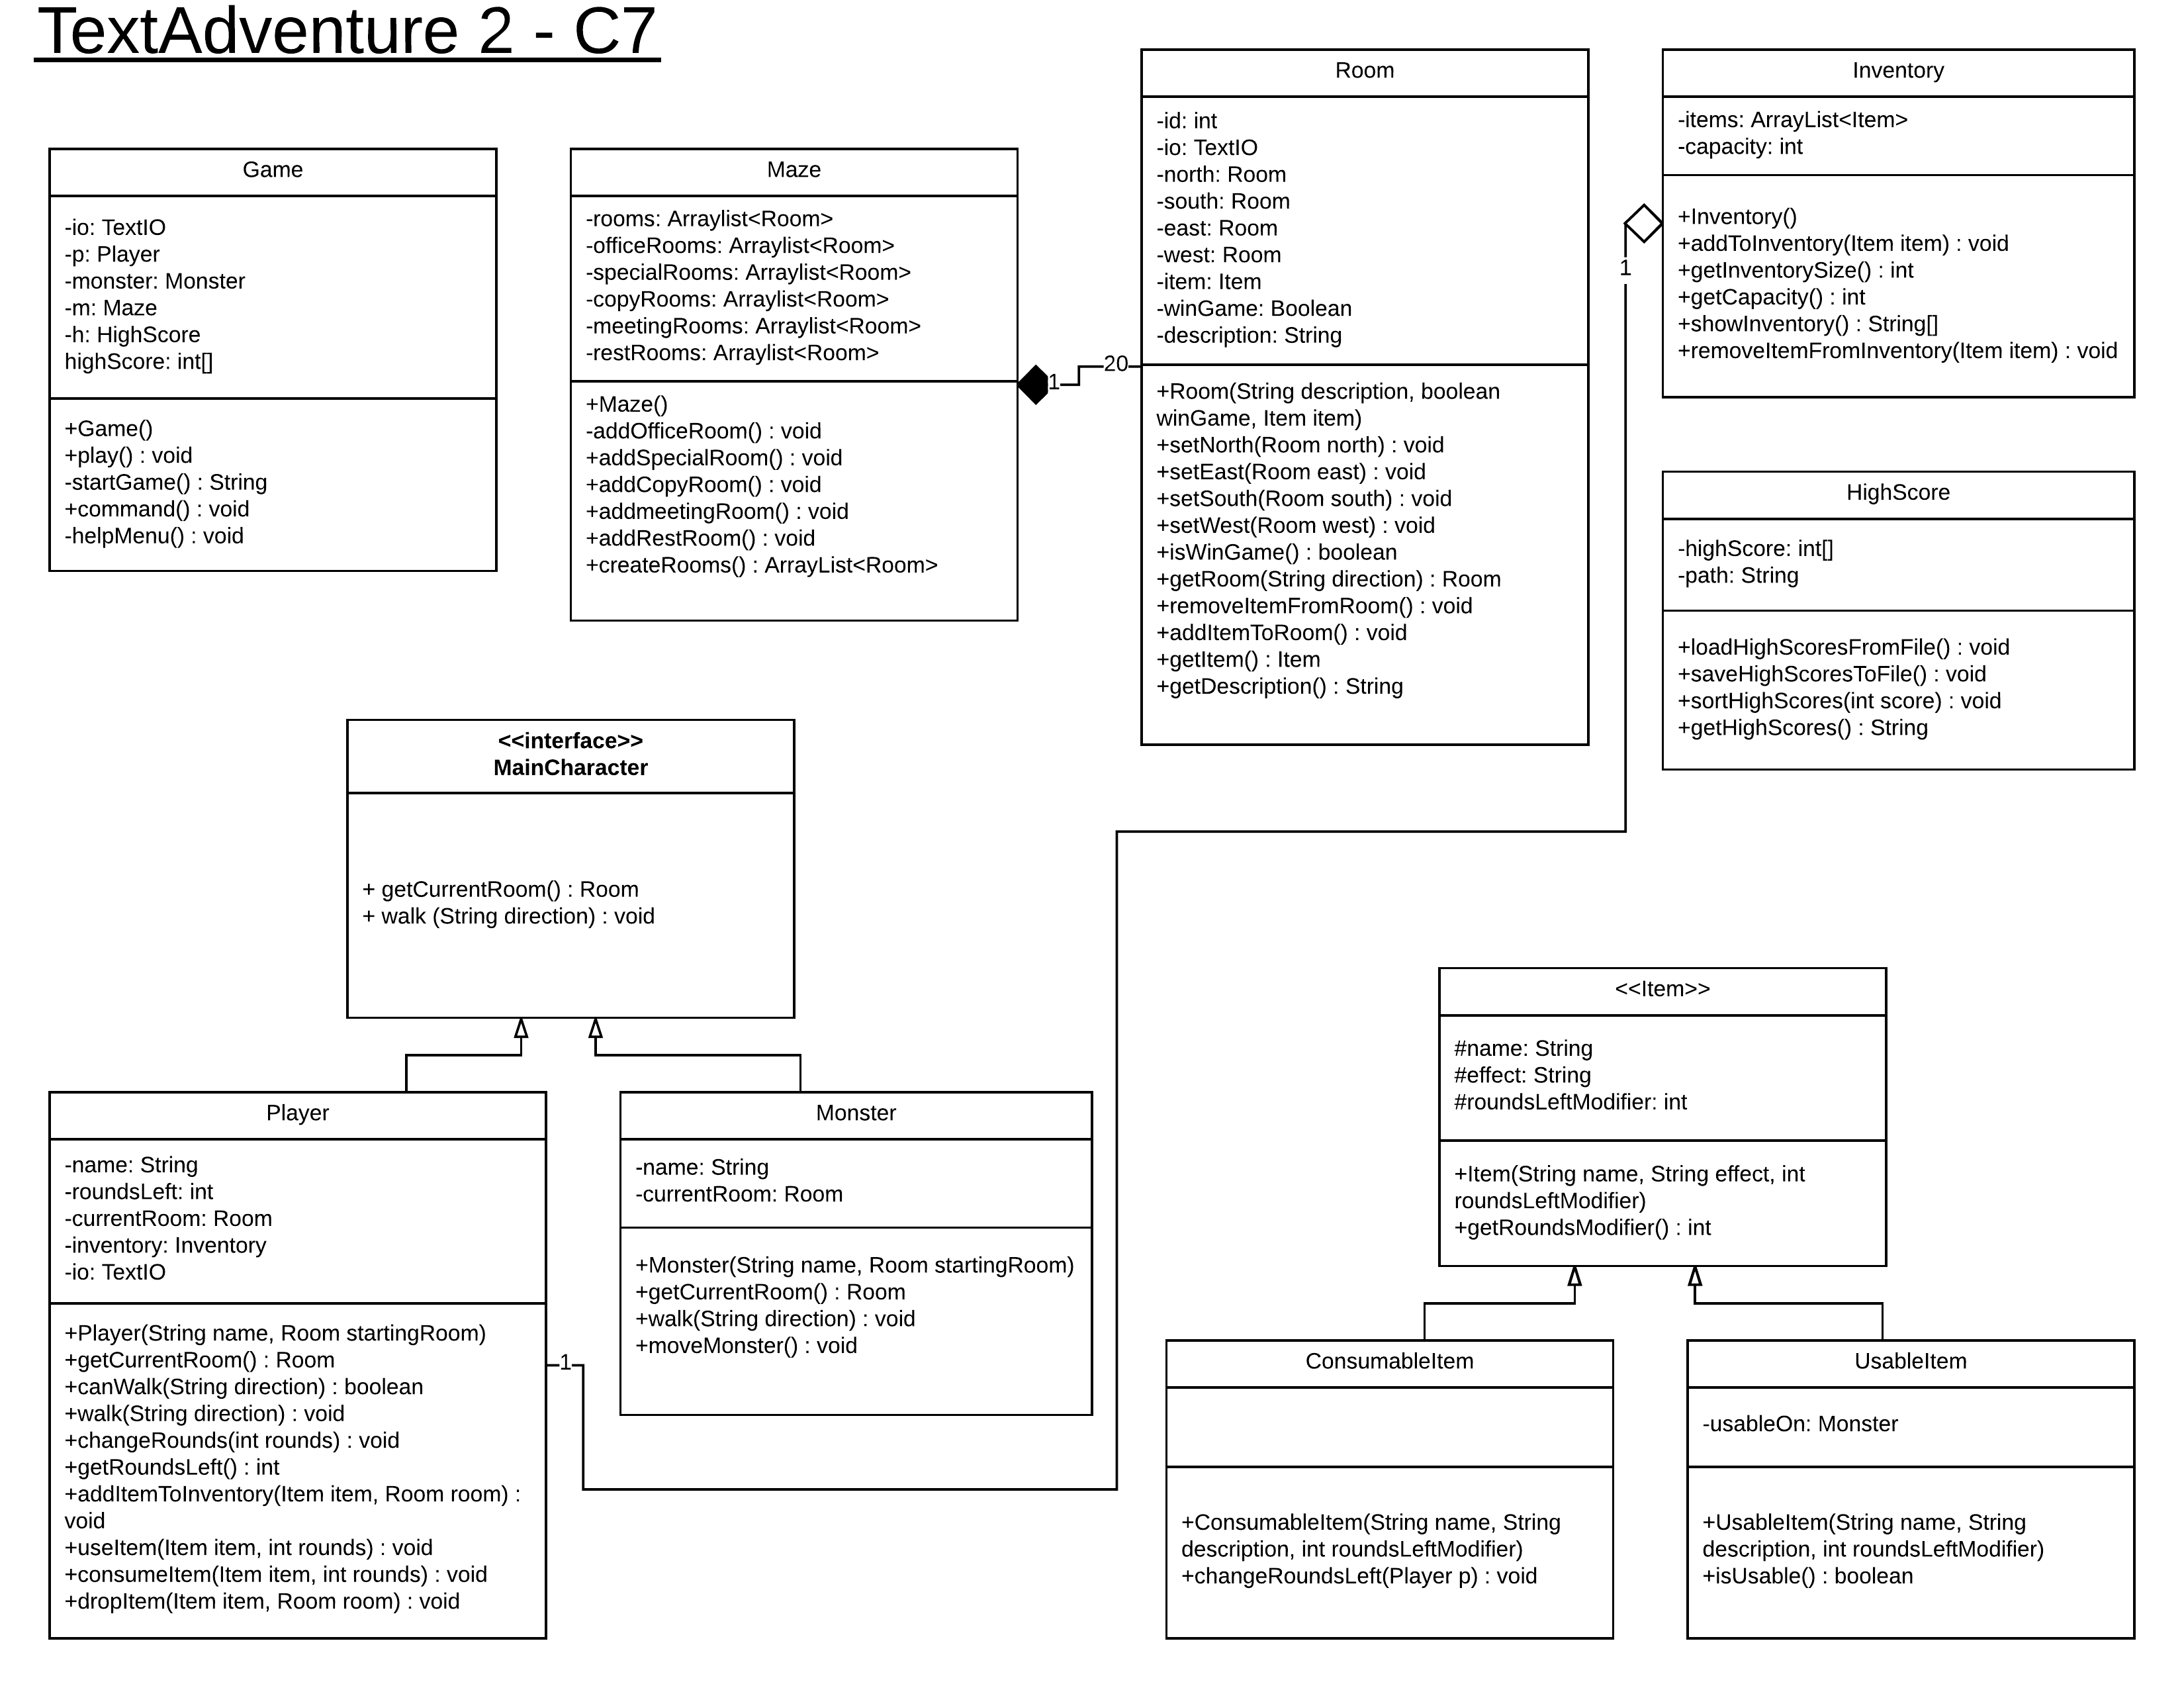 TextAdventure 2 - C7
Game
-io: TextIO
-p: Player
-monster: Monster
-m: Maze
-h: HighScore
highScore: int[]
+Game()
+play() : void
-startGame() : String
+command() : void
-helpMenu() : void
Maze
-rooms: Arraylist<Room>
-officeRooms: Arraylist<Room>
-specialRooms: Arraylist<Room>
-copyRooms: Arraylist<Room>
-meetingRooms: Arraylist<Room>
-restRooms: Arraylist<Room>
+Maze()
-addOfficeRoom() : void
+addSpecialRoom() : void
+addCopyRoom() : void
+addmeetingRoom() : void
+addRestRoom() : void
+createRooms() : ArrayList<Room>
1
20
Room
-id: int
-io: TextIO
-north: Room
-south: Room
-east: Room
-west: Room
-item: Item
-winGame: Boolean
-description: String
+Room(String description, boolean
winGame, Item item)
+setNorth(Room north) : void
+setEast(Room east) : void
+setSouth(Room south) : void
+setWest(Room west) : void
+isWinGame() : boolean
+getRoom(String direction) : Room
+removeItemFromRoom() : void
+addItemToRoom() : void
+getItem() : Item
+getDescription() : String
Inventory
-items: ArrayList<Item>
-capacity: int
+Inventory()
+addToInventory(Item item) : void
+getInventorySize() : int
+getCapacity() : int
+showInventory() : String[]
+removeItemFromInventory(Item item) : void
1
HighScore
-highScore: int[]
-path: String
+loadHighScoresFromFile() : void
+saveHighScoresToFile() : void
+sortHighScores(int score) : void
+getHighScores() : String
<<interface>>
MainCharacter
+ getCurrentRoom() : Room
+ walk (String direction) : void
Player
-name: String
-roundsLeft: int
-currentRoom: Room
-inventory: Inventory
-io: TextIO
+Player(String name, Room startingRoom)
+getCurrentRoom() : Room
+canWalk(String direction) : boolean
+walk(String direction) : void
+changeRounds(int rounds) : void
+getRoundsLeft() : int
+addItemToInventory(Item item, Room room) :
void
+useItem(Item item, int rounds) : void
+consumeItem(Item item, int rounds) : void
+dropItem(Item item, Room room) : void
1
Monster
-name: String
-currentRoom: Room
+Monster(String name, Room startingRoom)
+getCurrentRoom() : Room
+walk(String direction) : void
+moveMonster() : void
<<Item>>
#name: String
#effect: String
#roundsLeftModifier: int
+Item(String name, String effect, int
roundsLeftModifier)
+getRoundsModifier() : int
ConsumableItem
+ConsumableItem(String name, String
description, int roundsLeftModifier)
+changeRoundsLeft(Player p) : void
UsableItem
-usableOn: Monster
+UsableItem(String name, String
description, int roundsLeftModifier)
+isUsable() : boolean